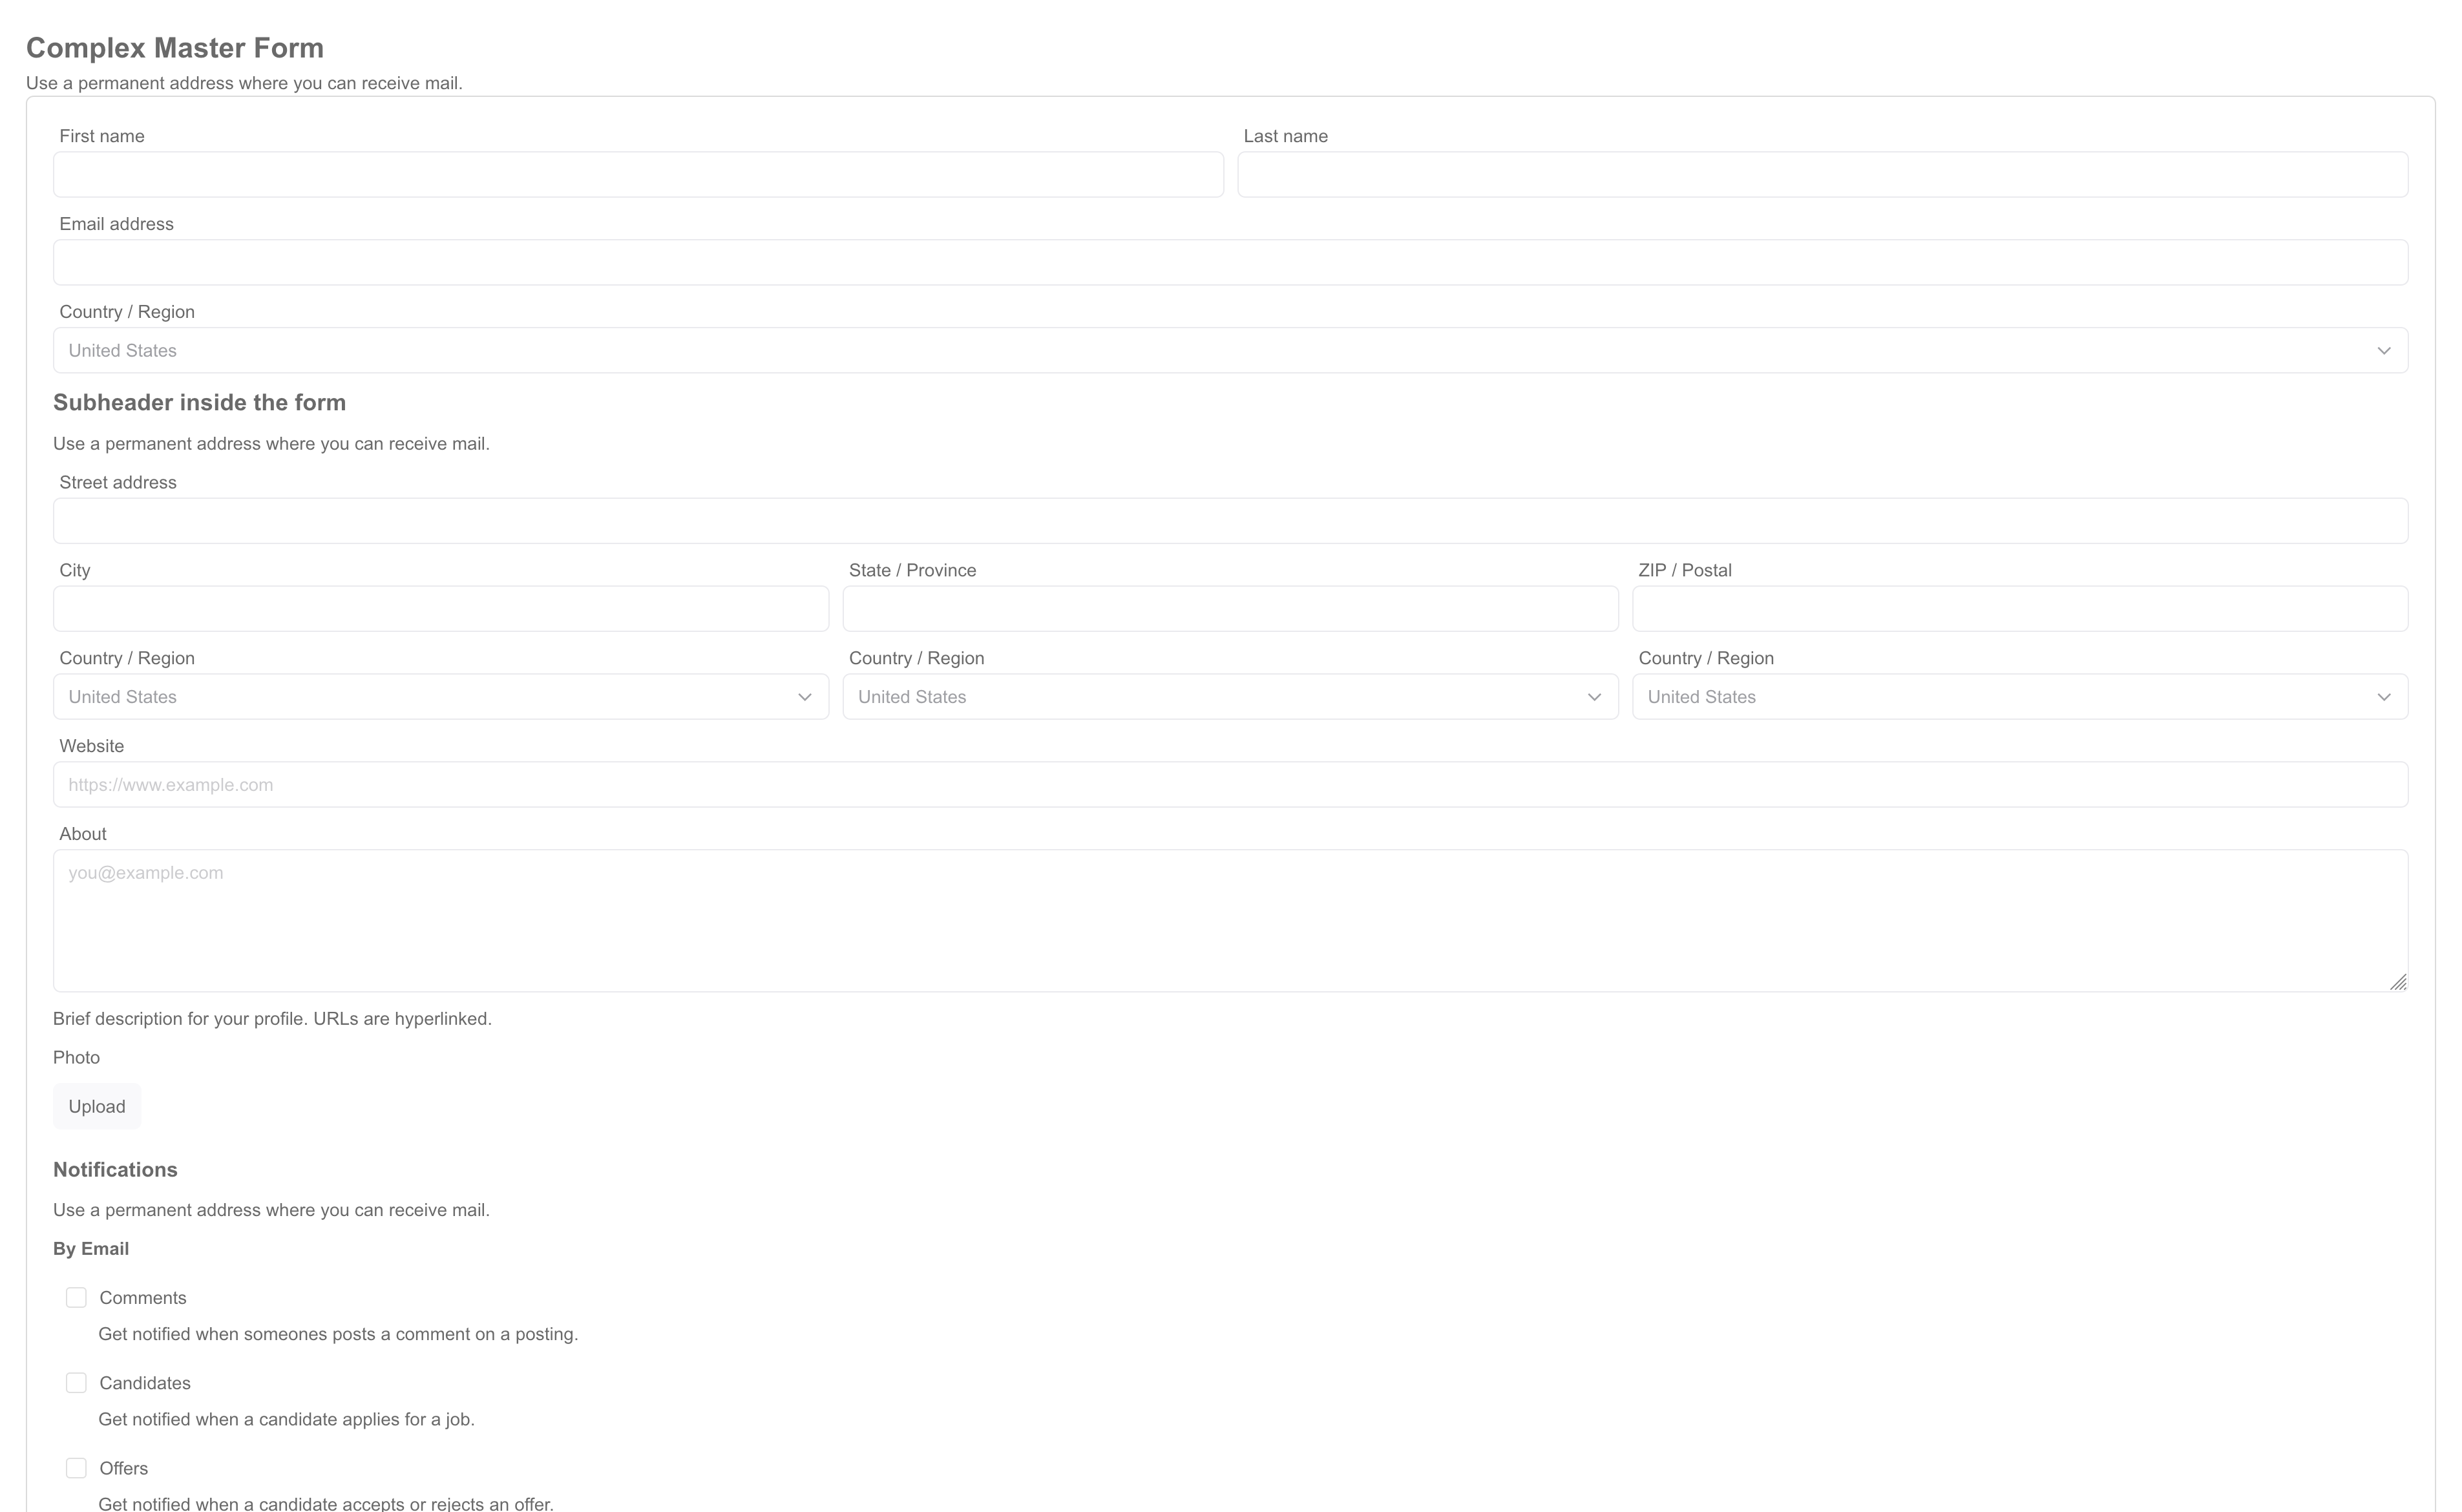 Complex Master Form
Use a permanent address where you can receive mail.
First name
Last name
Email address
Country / Region
United States
Subheader inside the form
Use a permanent address where you can receive mail.
Street address
City
State / Province
ZIP / Postal
Country / Region
Country / Region
Country / Region
United States
United States
United States
Website
https://www.example.com
About
you@example.com
Brief description for your profile. URLs are hyperlinked.
Photo
Upload
Notifications
Use a permanent address where you can receive mail.
By Email
Comments
Get notified when someones posts a comment on a posting.
Candidates
Get notified when a candidate applies for a job.
Offers
Get notified when a candidate accepts or rejects an offer.